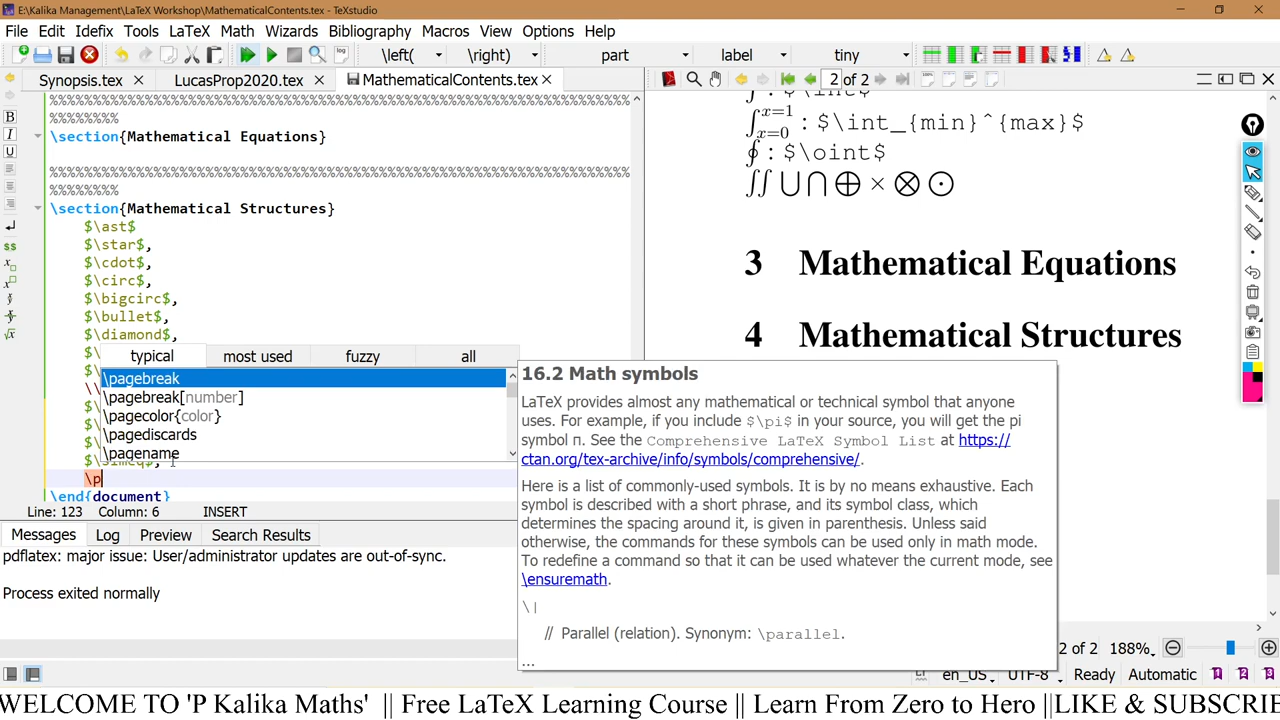 E:\Kalika Management\LaTeX Workshop\MathematicalContents.tex - TeXstudio
File Edit Idefix Tools LaTeX Math Wizards Bibliography Macros View Options Help
\left( \right) part label tiny
Synopsis.tex LucasProp2020.tex MathematicalContents.tex 2 of 2
%%%%%%%%%%%%%%%%%%%%%%%%%%%%%%%%%%%%%%%%%%%%%%%%%%%%%%%%%%%%%%%%%%%
%%%%%%%%
\section{Mathematical Equations}
%%%%%%%%%%%%%%%%%%%%%%%%%%%%%%%%%%%%%%%%%%%%%%%%%%%%%%%%%%%%%%%%%%%
%%%%%%%%
\section{Mathematical Structures}
$\ast$
$\star$,
$\cdot$,
$\circ$,
$\bigcirc$,
$\bullet$,
$\diamond$,
$\simeq$,
\p
\end{document}
typical most used fuzzy all
\pagebreak
\pagebreak[number]
\pagecolor{color}
\pagediscards
\pagename
Line: 123 Column: 6 INSERT
Messages Log Preview Search Results
pdflatex: major issue: User/administrator updates are out-of-sync.
Process exited normally
∫ : $\int$
∫_{x=0}^{x=1} : $\int_{min}^{max}$
∮ : $\oint$
∬ ⋃ ⋂ ⊕ × ⊗ ⊙
3 Mathematical Equations
4 Mathematical Structures
16.2 Math symbols
LaTeX provides almost any mathematical or technical symbol that anyone
uses. For example, if you include $\pi$ in your source, you will get the pi
symbol π. See the Comprehensive LaTeX Symbol List at https://
ctan.org/tex-archive/info/symbols/comprehensive/.
Here is a list of commonly-used symbols. It is by no means exhaustive. Each
symbol is described with a short phrase, and its symbol class, which
determines the spacing around it, is given in parenthesis. Unless said
otherwise, the commands for these symbols can be used only in math mode.
To redefine a command so that it can be used whatever the current mode, see
\ensuremath.
\|
∥ Parallel (relation). Synonym: \parallel.
...
2 of 2 188%
en_US UTF-8 Ready Automatic
WELCOME TO 'P Kalika Maths' || Free LaTeX Learning Course || Learn From Zero to Hero ||LIKE & SUBSCRIE